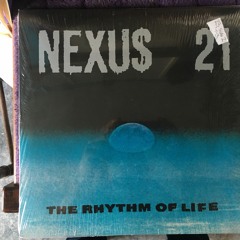 NEXUS 21
THE RHYTHM OF LIFE